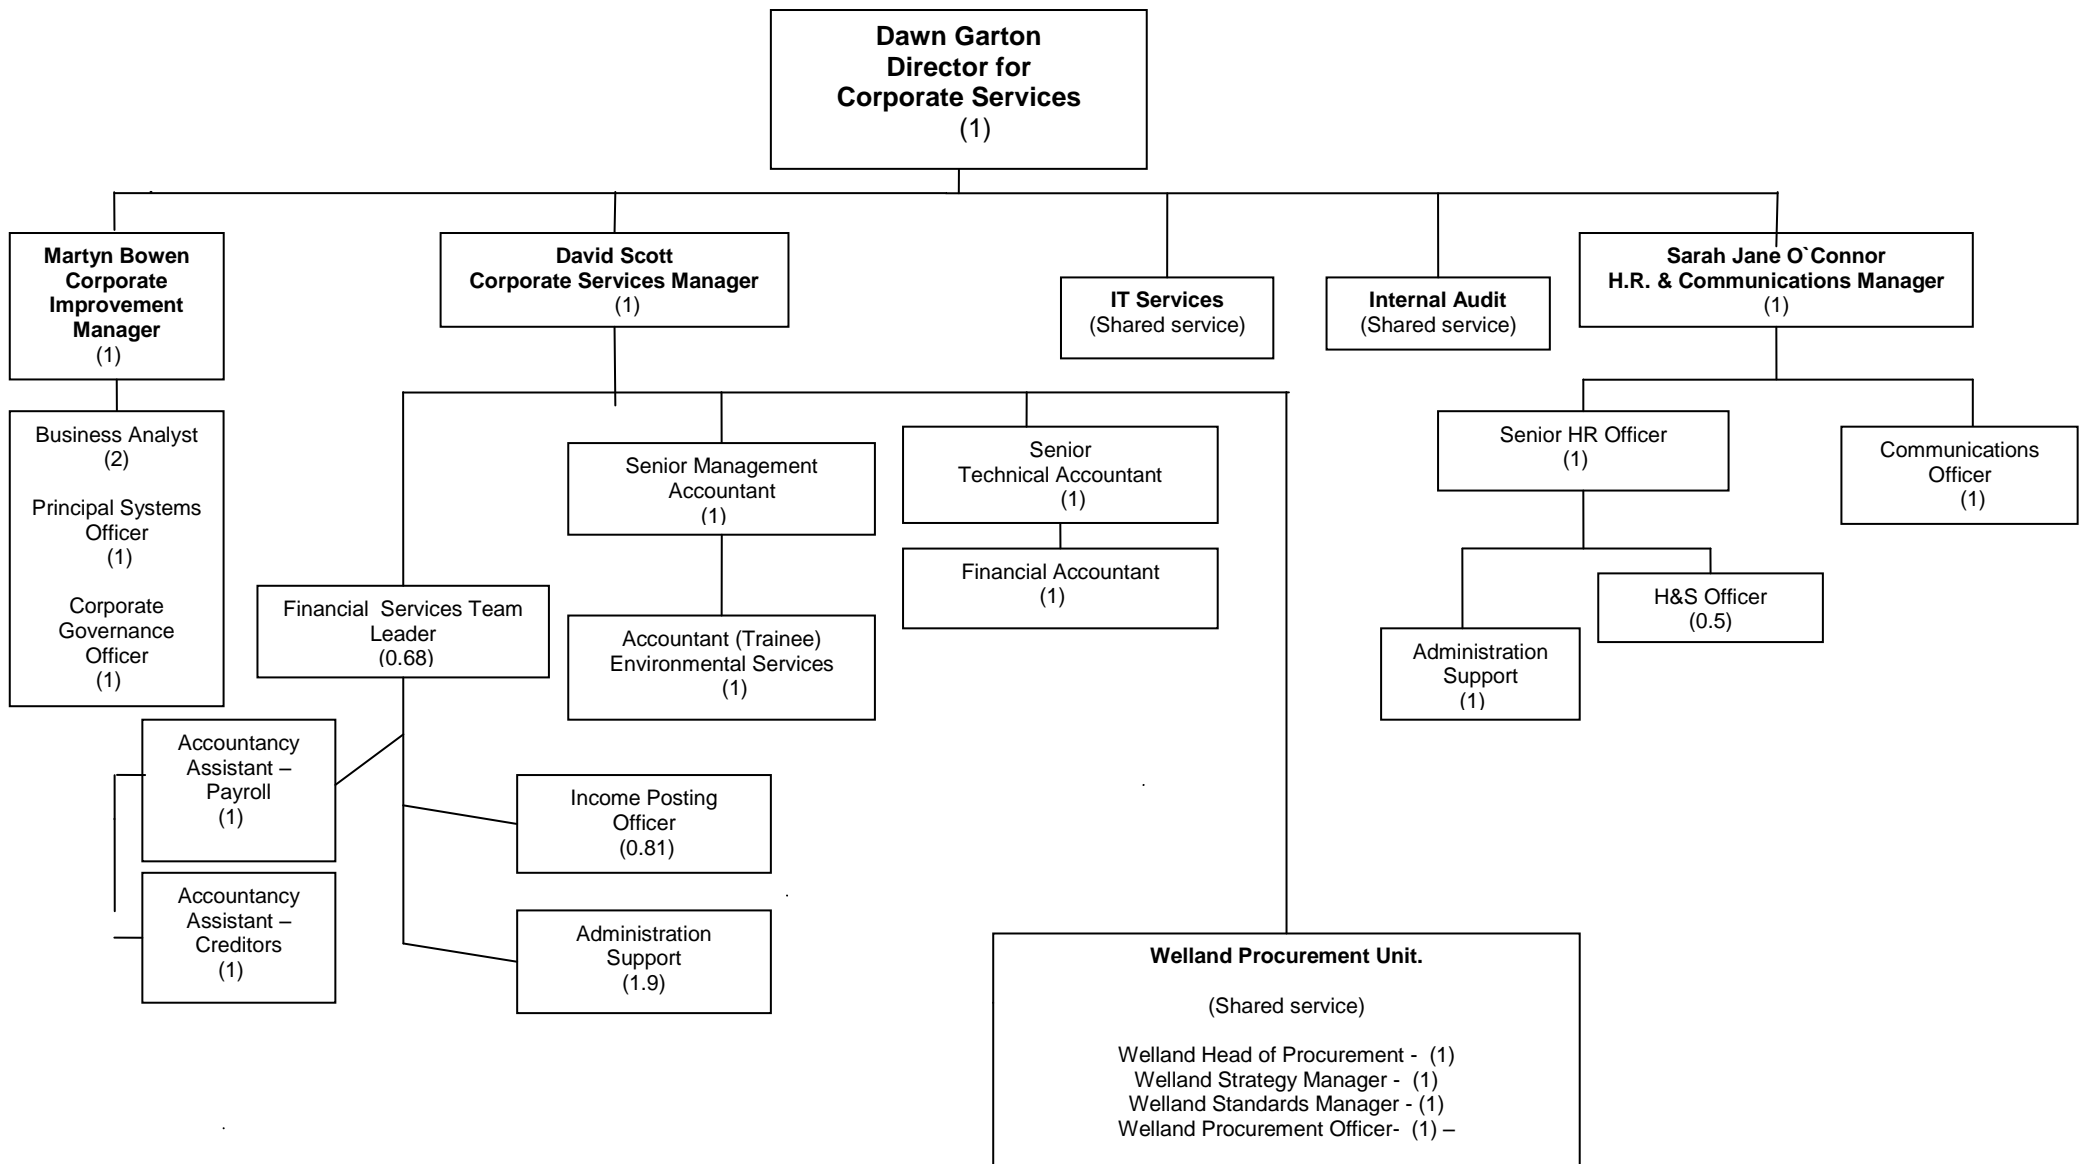 Dawn Garton
Director for
Corporate Services
(1)
Martyn Bowen
Corporate
Improvement
Manager
(1)
David Scott
Corporate Services Manager
(1)
IT Services
(Shared service)
Internal Audit
(Shared service)
Sarah Jane O`Connor
H.R. & Communications Manager
(1)
Business Analyst
(2)
Principal Systems
Officer
(1)
Corporate
Governance
Officer
(1)
Senior Management
Accountant
(1)
Senior
Technical Accountant
(1)
Senior HR Officer
(1)
Communications
Officer
(1)
Financial  Services Team
Leader
(0.68)
Accountant (Trainee)
Environmental Services
(1)
Financial Accountant
(1)
H&S Officer
(0.5)
Administration
Support
(1)
Accountancy
Assistant –
Payroll
(1)
Income Posting
Officer
(0.81)
Accountancy
Assistant –
Creditors
(1)
Administration
Support
(1.9)
Welland Procurement Unit.
(Shared service)
Welland Head of Procurement -  (1)
Welland Strategy Manager -  (1)
Welland Standards Manager - (1)
Welland Procurement Officer-  (1) –